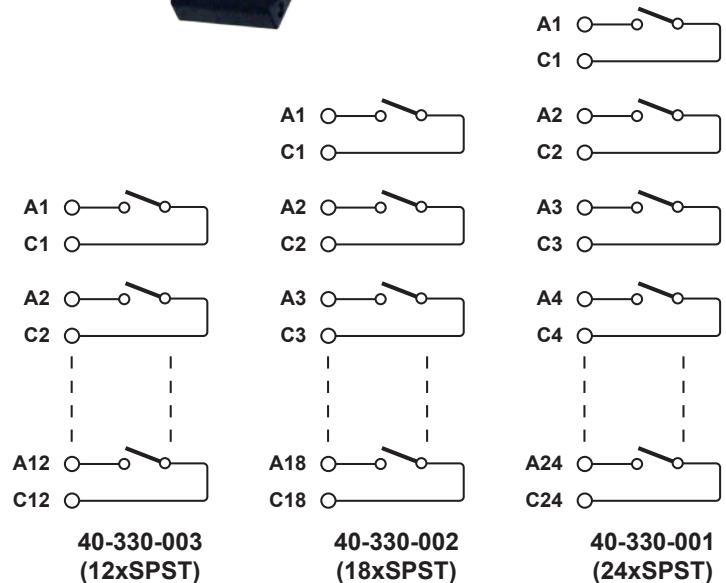 A1
C1
A2
C2
A12
C12
40-330-003
(12xSPST)
A1
C1
A2
C2
A3
C3
A18
C18
40-330-002
(18xSPST)
A1
C1
A2
C2
A3
C3
A4
C4
A24
C24
40-330-001
(24xSPST)